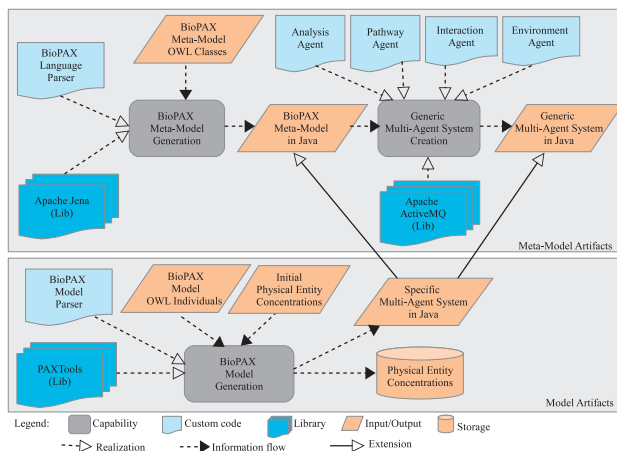 BioPAX
Language
Parser
BioPAX
Meta-Model
OWL Classes
Analysis
Agent
Pathway
Agent
Interaction
Agent
Environment
Agent
BioPAX
Meta-Model
Generation
BioPAX
Meta-Model
in Java
Generic
Multi-Agent System
Creation
Generic
Multi-Agent System
in Java
Apache Jena
(Lib)
Apache
ActiveMQ
(Lib)
Meta-Model Artifacts
BioPAX
Model
Parser
BioPAX
Model
OWL Individuals
Initial
Physical Entity
Concentrations
Specific
Multi-Agent System
in Java
PAXTools
(Lib)
BioPAX
Model
Generation
Physical Entity
Concentrations
Model Artifacts
Legend:
Capability
Custom code
Library
Input/Output
Storage
Realization
Information flow
Extension